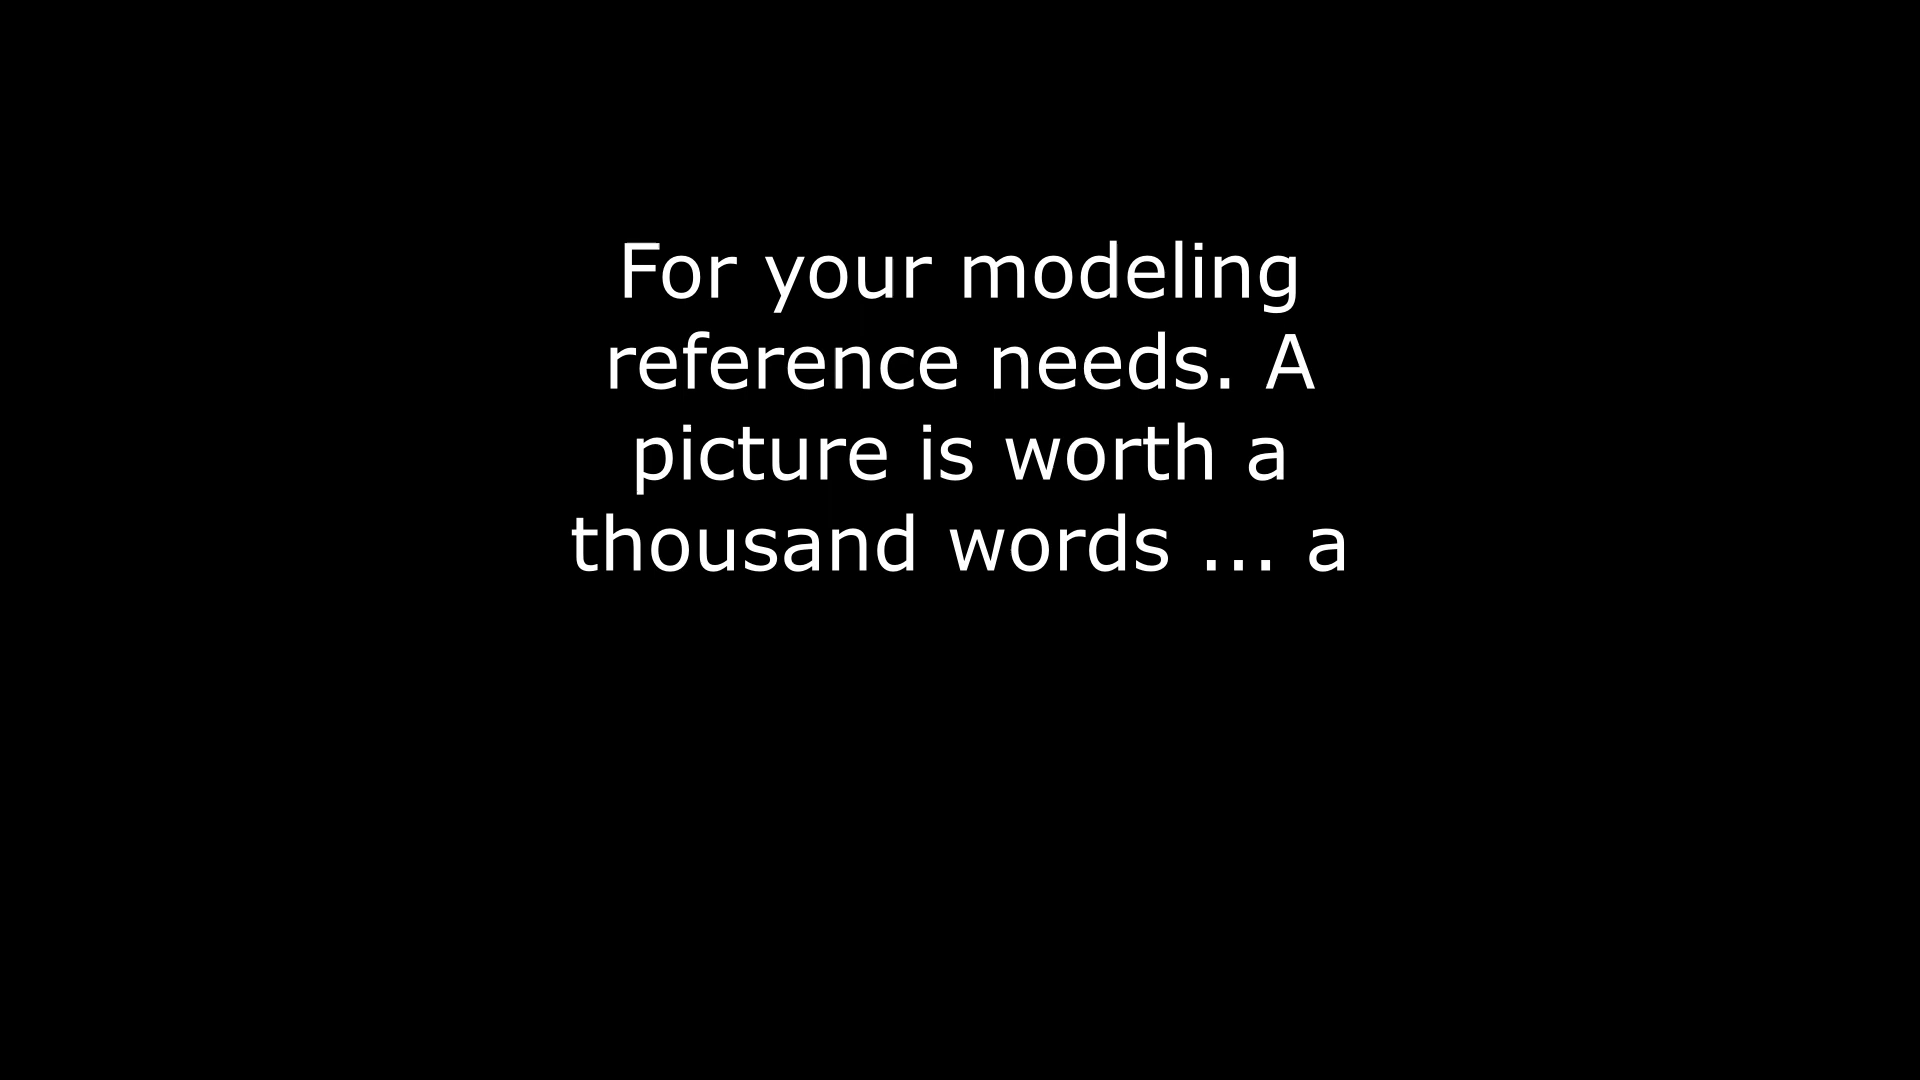 For your modeling
reference needs. A
picture is worth a
thousand words ... a